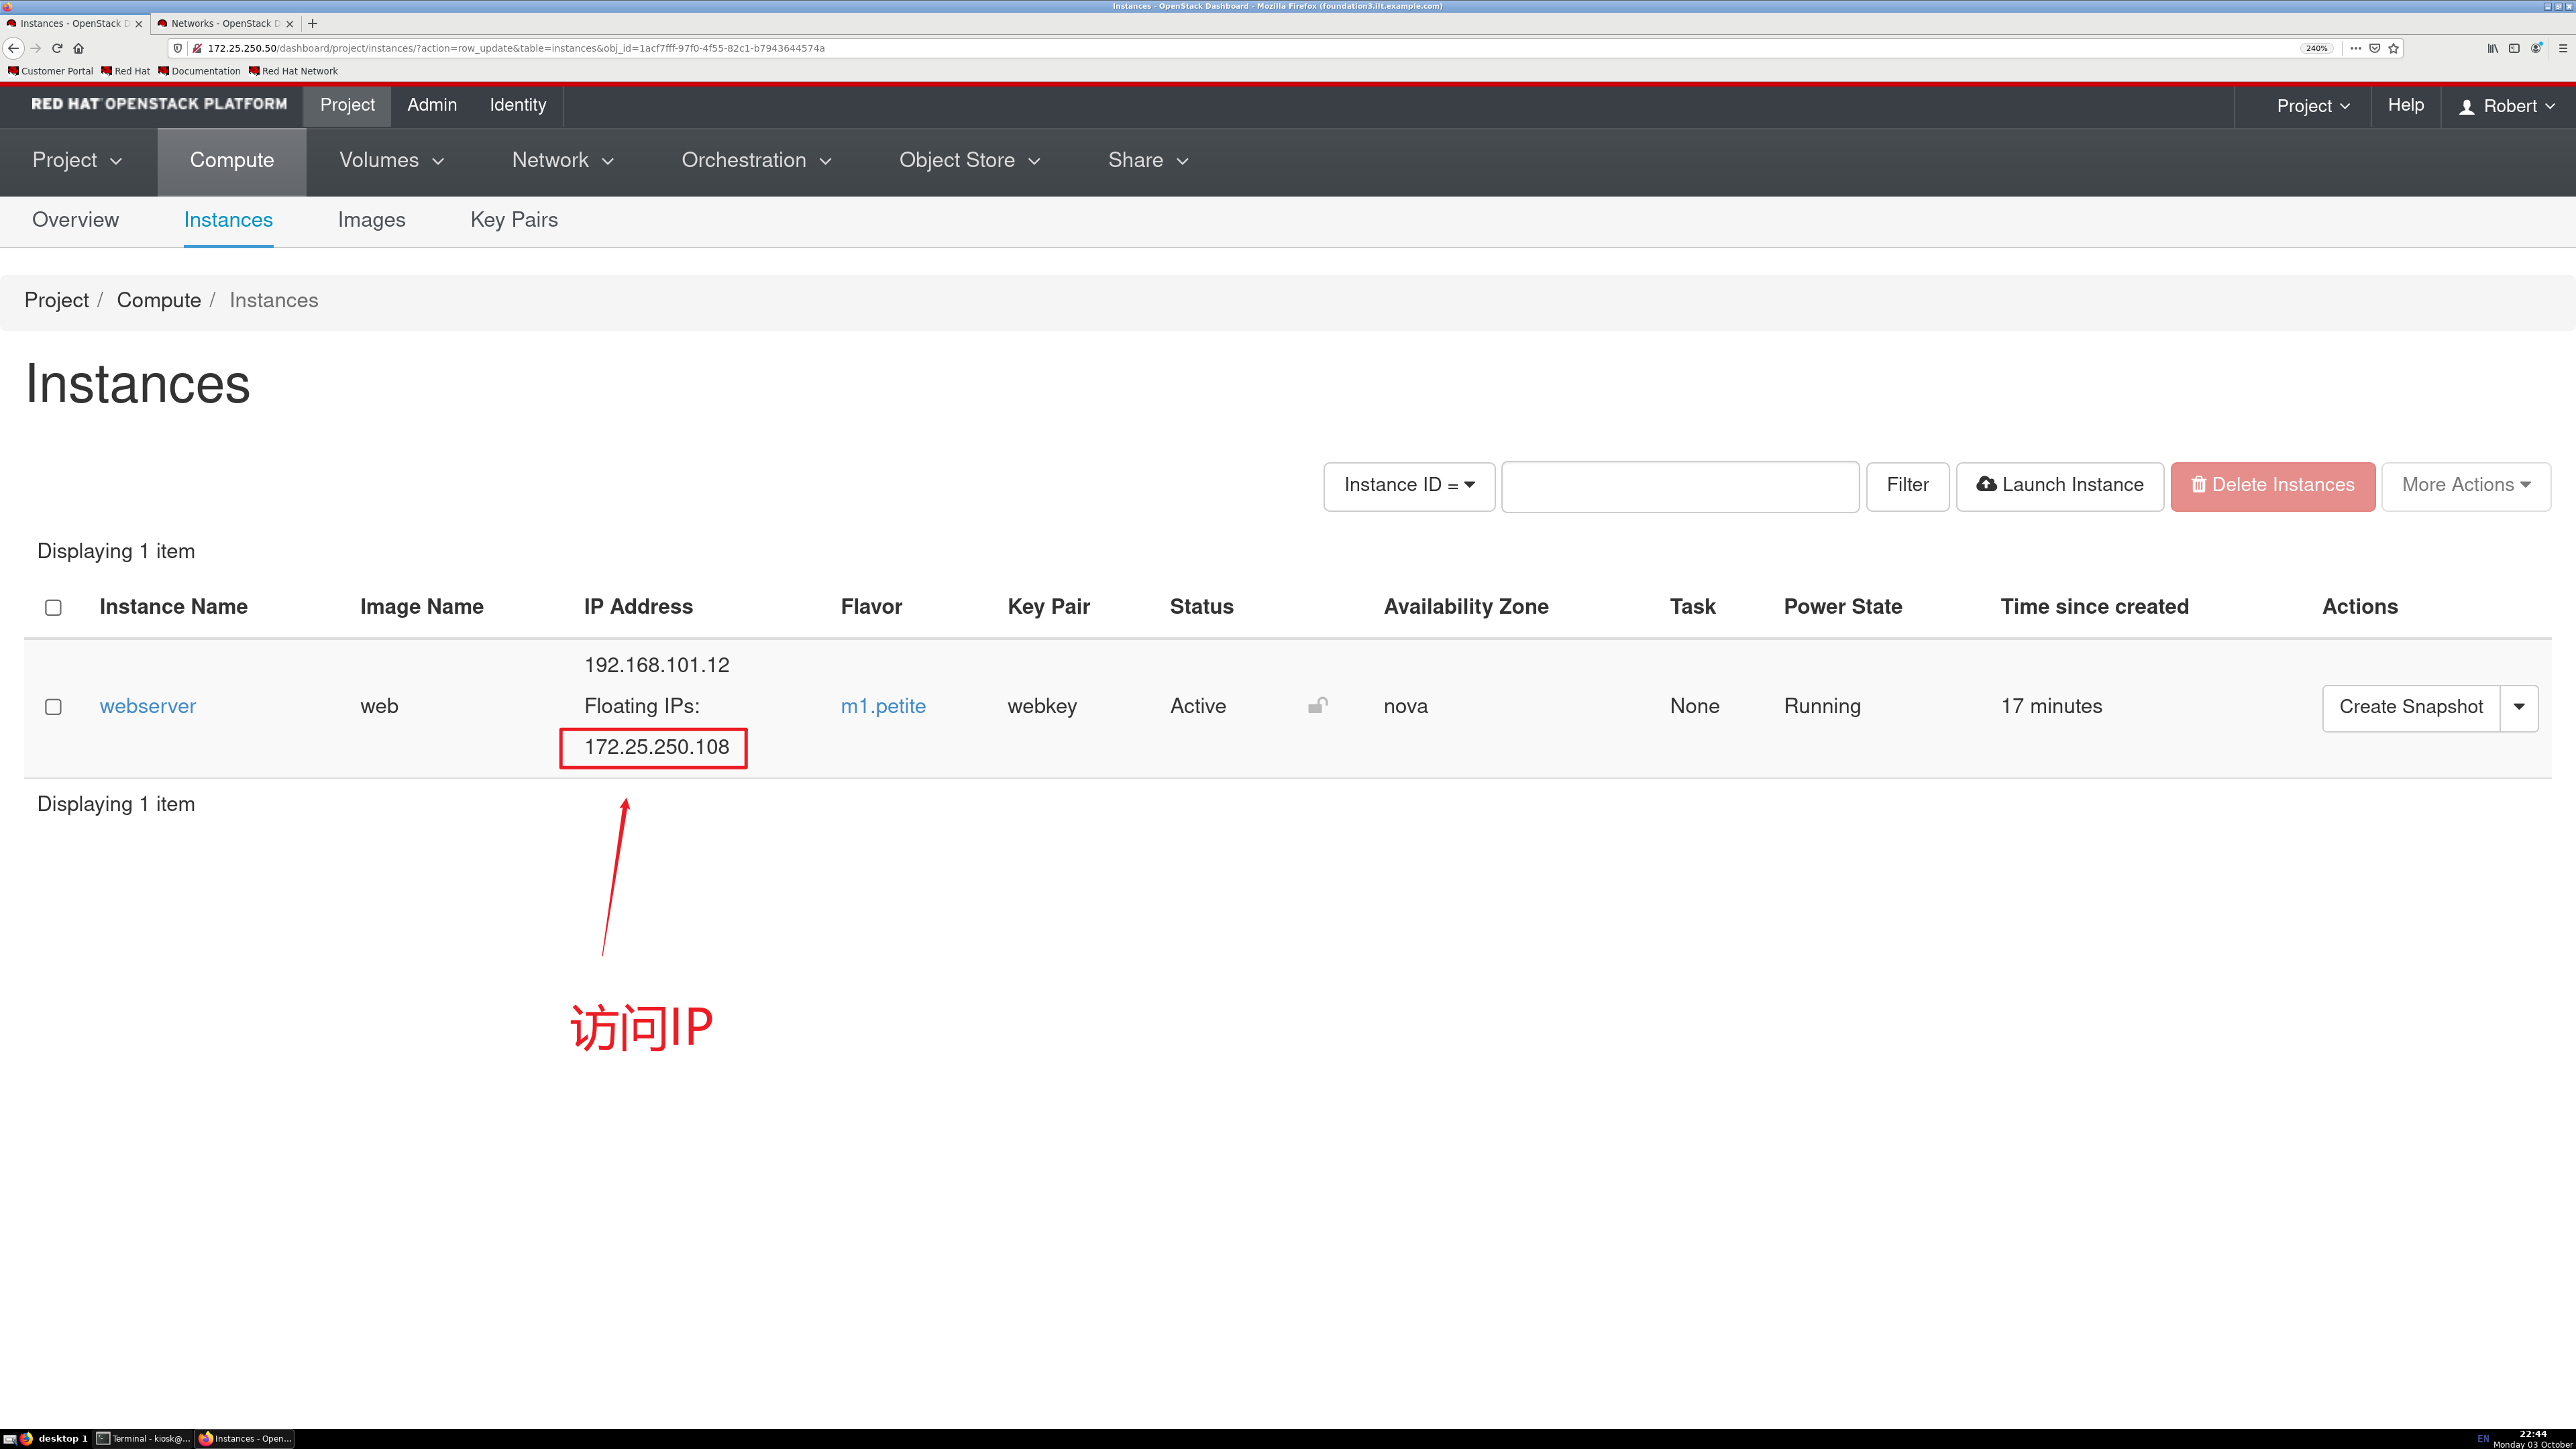 Instances - OpenStack Dashboard - Mozilla Firefox (foundation3.ilt.example.com)
Instances - OpenStack D
Networks - OpenStack D
172.25.250.50/dashboard/project/instances/?action=row_update&table=instances&obj_id=1acf7fff-97f0-4f55-82c1-b7943644574a
240%
Customer Portal Red Hat Documentation Red Hat Network
RED HAT OPENSTACK PLATFORM Project Admin Identity Project Help Robert
Project Compute Volumes Network Orchestration Object Store Share
Overview Instances Images Key Pairs
Project / Compute / Instances
Instances
Instance ID = Filter Launch Instance Delete Instances More Actions
Displaying 1 item
Instance Name Image Name IP Address Flavor Key Pair Status Availability Zone Task Power State Time since created Actions
192.168.101.12
webserver web Floating IPs: m1.petite webkey Active nova None Running 17 minutes Create Snapshot
172.25.250.108
Displaying 1 item
访问IP
desktop 1 Terminal - kiosk@... Instances - Open... EN 22:44
Monday 03 October